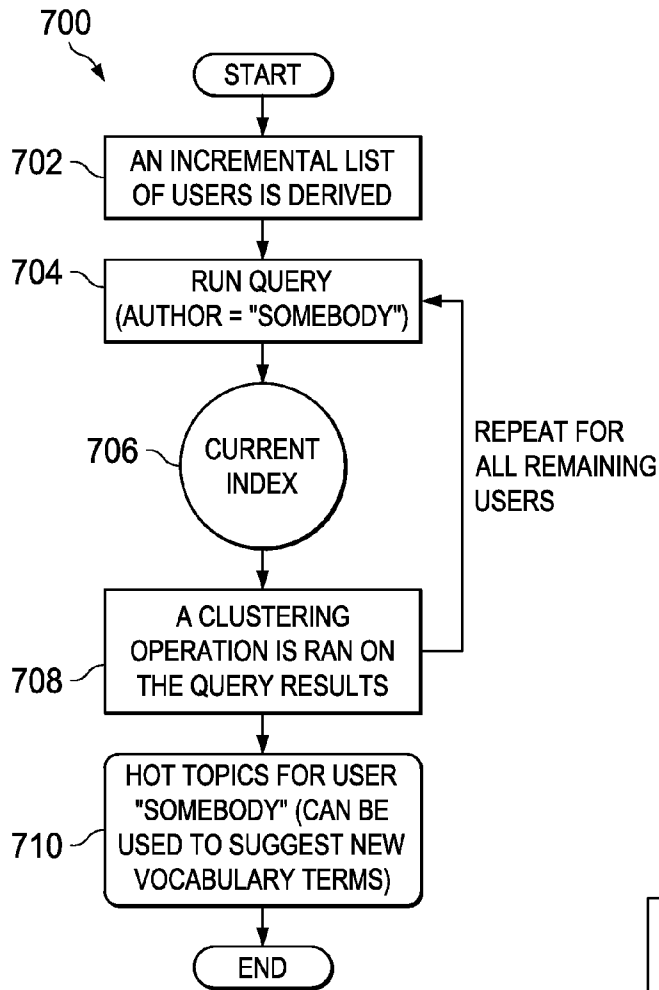 700
START
702
AN INCREMENTAL LIST
OF USERS IS DERIVED
704
RUN QUERY
(AUTHOR = "SOMEBODY")
706
CURRENT
INDEX
REPEAT FOR
ALL REMAINING
USERS
708
A CLUSTERING
OPERATION IS RAN ON
THE QUERY RESULTS
710
HOT TOPICS FOR USER
"SOMEBODY" (CAN BE
USED TO SUGGEST NEW
VOCABULARY TERMS)
END